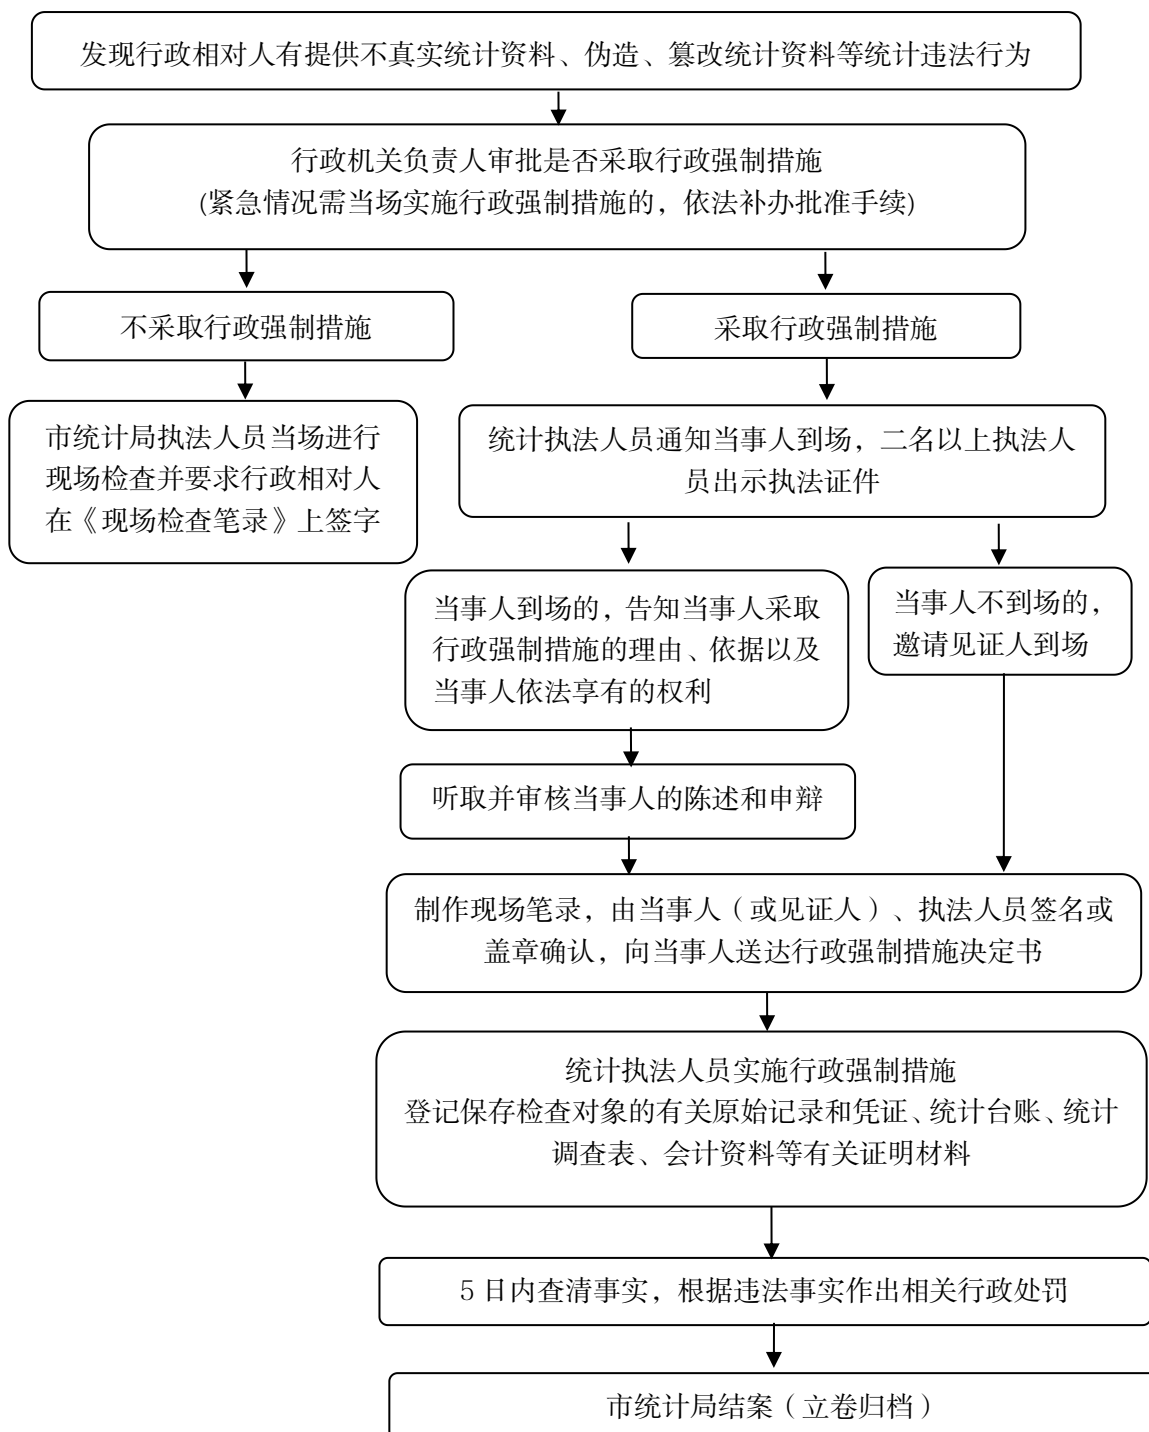 发现行政相对人有提供不真实统计资料、伪造、篡改统计资料等统计违法行为
行政机关负责人审批是否采取行政强制措施
(紧急情况需当场实施行政强制措施的，依法补办批准手续)
不采取行政强制措施
采取行政强制措施
市统计局执法人员当场进行
现场检查并要求行政相对人
在《现场检查笔录》上签字
统计执法人员通知当事人到场，二名以上执法人
员出示执法证件
当事人到场的，告知当事人采取
行政强制措施的理由、依据以及
当事人依法享有的权利
当事人不到场的，
邀请见证人到场
听取并审核当事人的陈述和申辩
制作现场笔录，由当事人（或见证人）、执法人员签名或
盖章确认，向当事人送达行政强制措施决定书
统计执法人员实施行政强制措施
登记保存检查对象的有关原始记录和凭证、统计台账、统计
调查表、会计资料等有关证明材料
5 日内查清事实，根据违法事实作出相关行政处罚
市统计局结案（立卷归档）